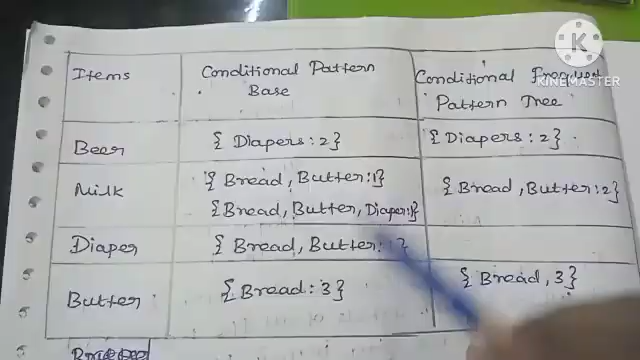 Items
Conditional Pattern
Base
Conditional Frequent
Pattern Tree
KINEMASTER
Beer
{ Diapers : 2 }
{ Diapers : 2 }
Milk
{ Bread, Butter : 1 }
{ Bread, Butter, Diaper : 1 }
{ Bread, Butter : 2 }
Diaper
{ Bread, Butter : 1 }
Butter
{ Bread : 3 }
{ Bread, 3 }